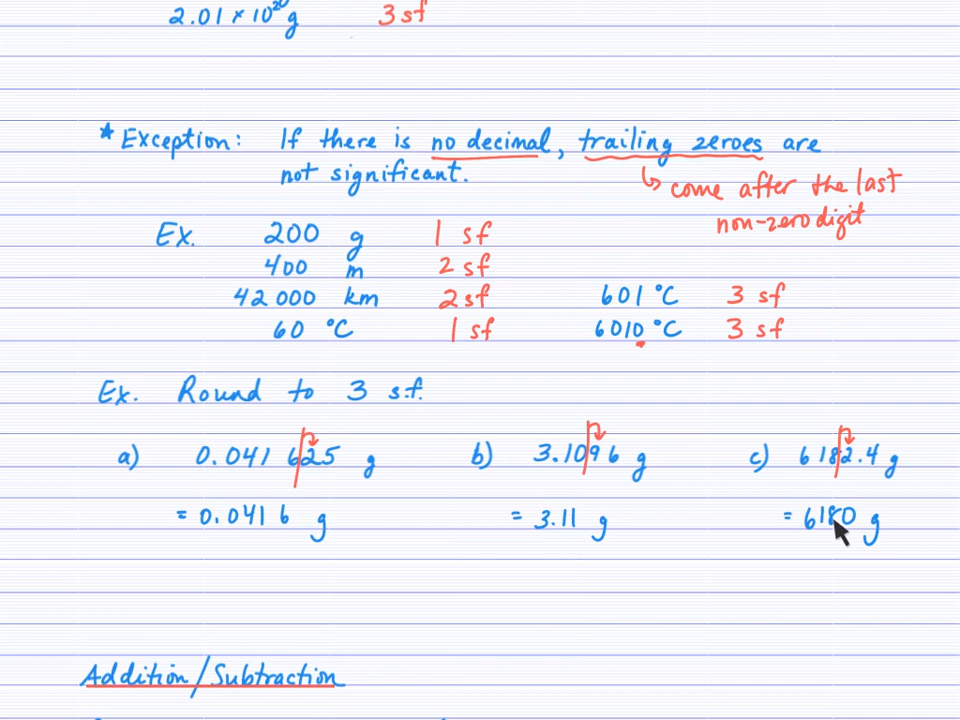 2.01 × 10²⁰ g 3 sf
* Exception: If there is no decimal, trailing zeroes are
not significant.
↳ come after the last
non-zero digit
Ex. 200 g 1 sf
400 m 2 sf
42 000 km 2 sf 601 °C 3 sf
60 °C 1 sf 6010 °C 3 sf
Ex. Round to 3 s.f.
a) 0.041 625 g b) 3.1096 g c) 6182.4 g
= 0.0416 g = 3.11 g = 6180 g
Addition/Subtraction